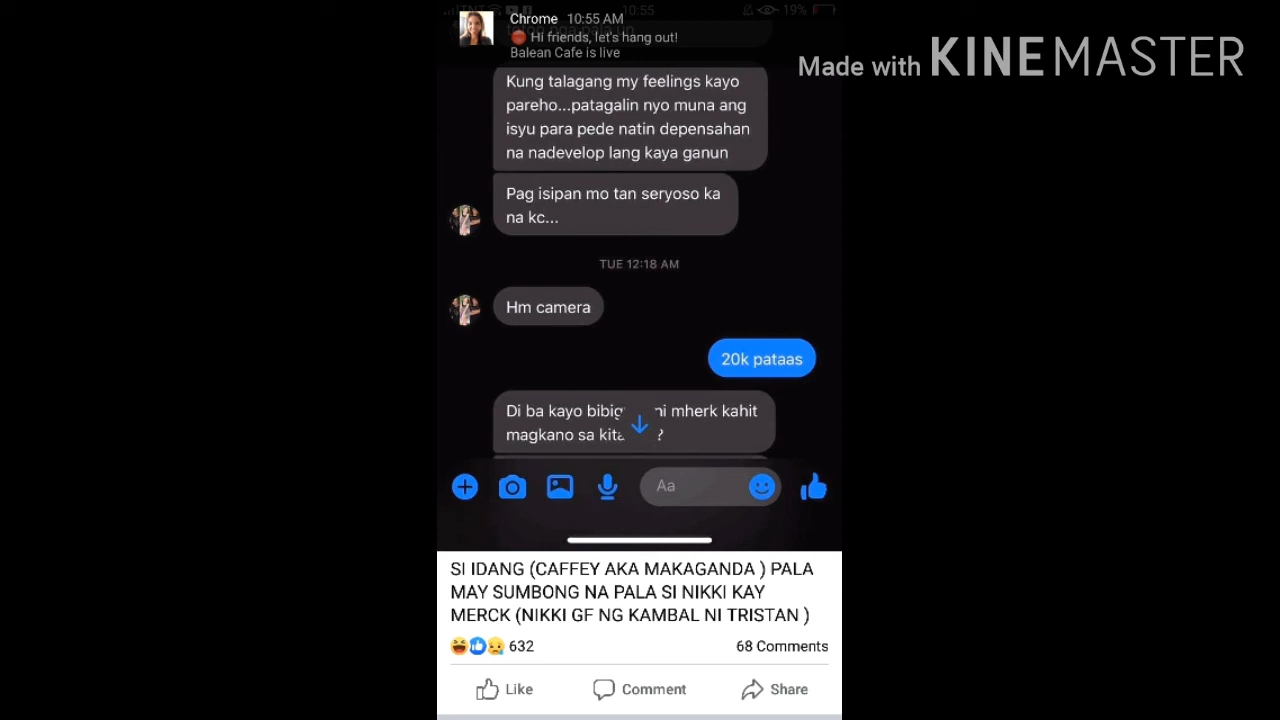 10:55
19%
Chrome 10:55 AM
Hi friends, let's hang out!
Balean Cafe is live
Made with KINEMASTER
Kung talagang my feelings kayo
pareho...patagalin nyo muna ang
isyu para pede natin depensahan
na nadevelop lang kaya ganun
Pag isipan mo tan seryoso ka
na kc...
TUE 12:18 AM
Hm camera
20k pataas
Di ba kayo ni mherk kahit
magkano sa ?
Aa
SI IDANG (CAFFEY AKA MAKAGANDA ) PALA
MAY SUMBONG NA PALA SI NIKKI KAY
MERCK (NIKKI GF NG KAMBAL NI TRISTAN )
632
68 Comments
Like
Comment
Share